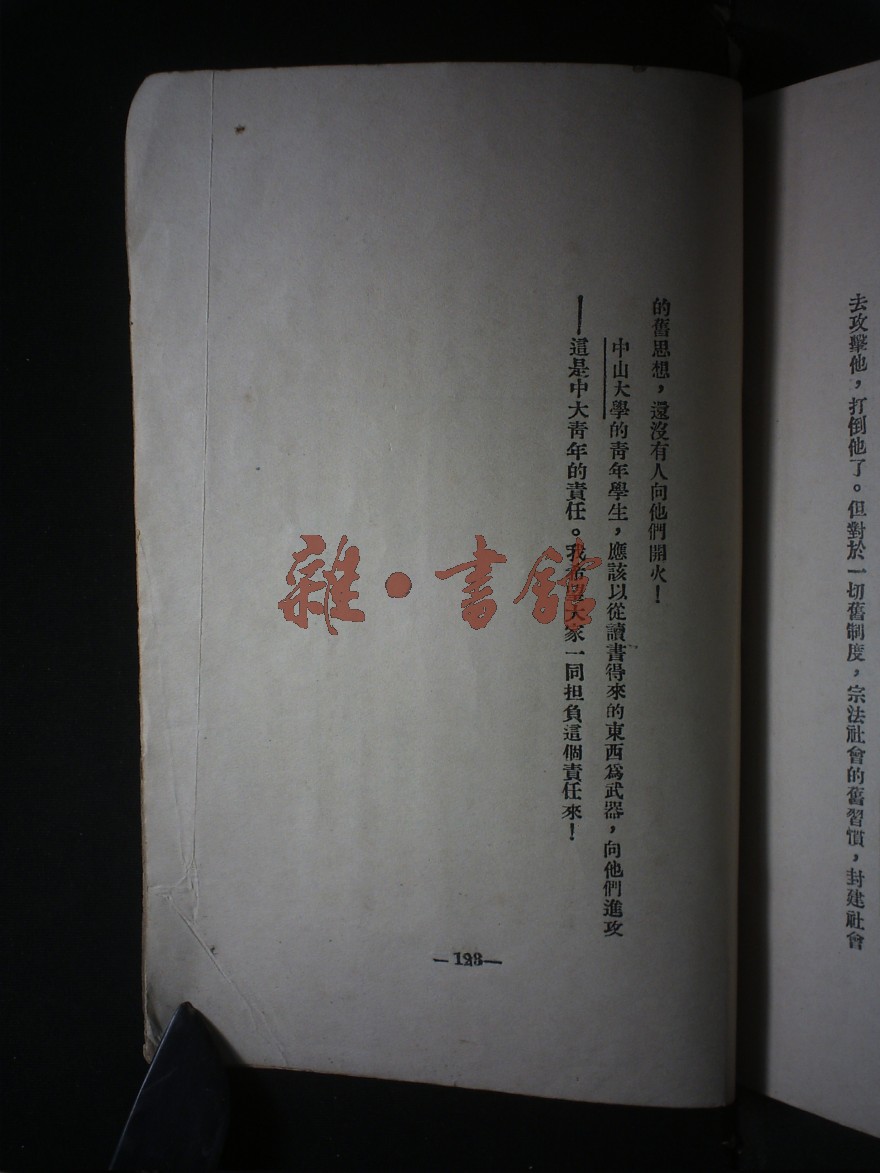 去攻擊他，打倒他了。但對於一切舊制度，宗法社會的舊習慣，封建社會
的舊思想，還沒有人向他們開火！
中山大學的靑年學生，應該以從讀書得來的東西爲武器，向他們進攻
——這是中大靑年的責任。我希望大家一同担負這個責任來！
—123—
雜·書館